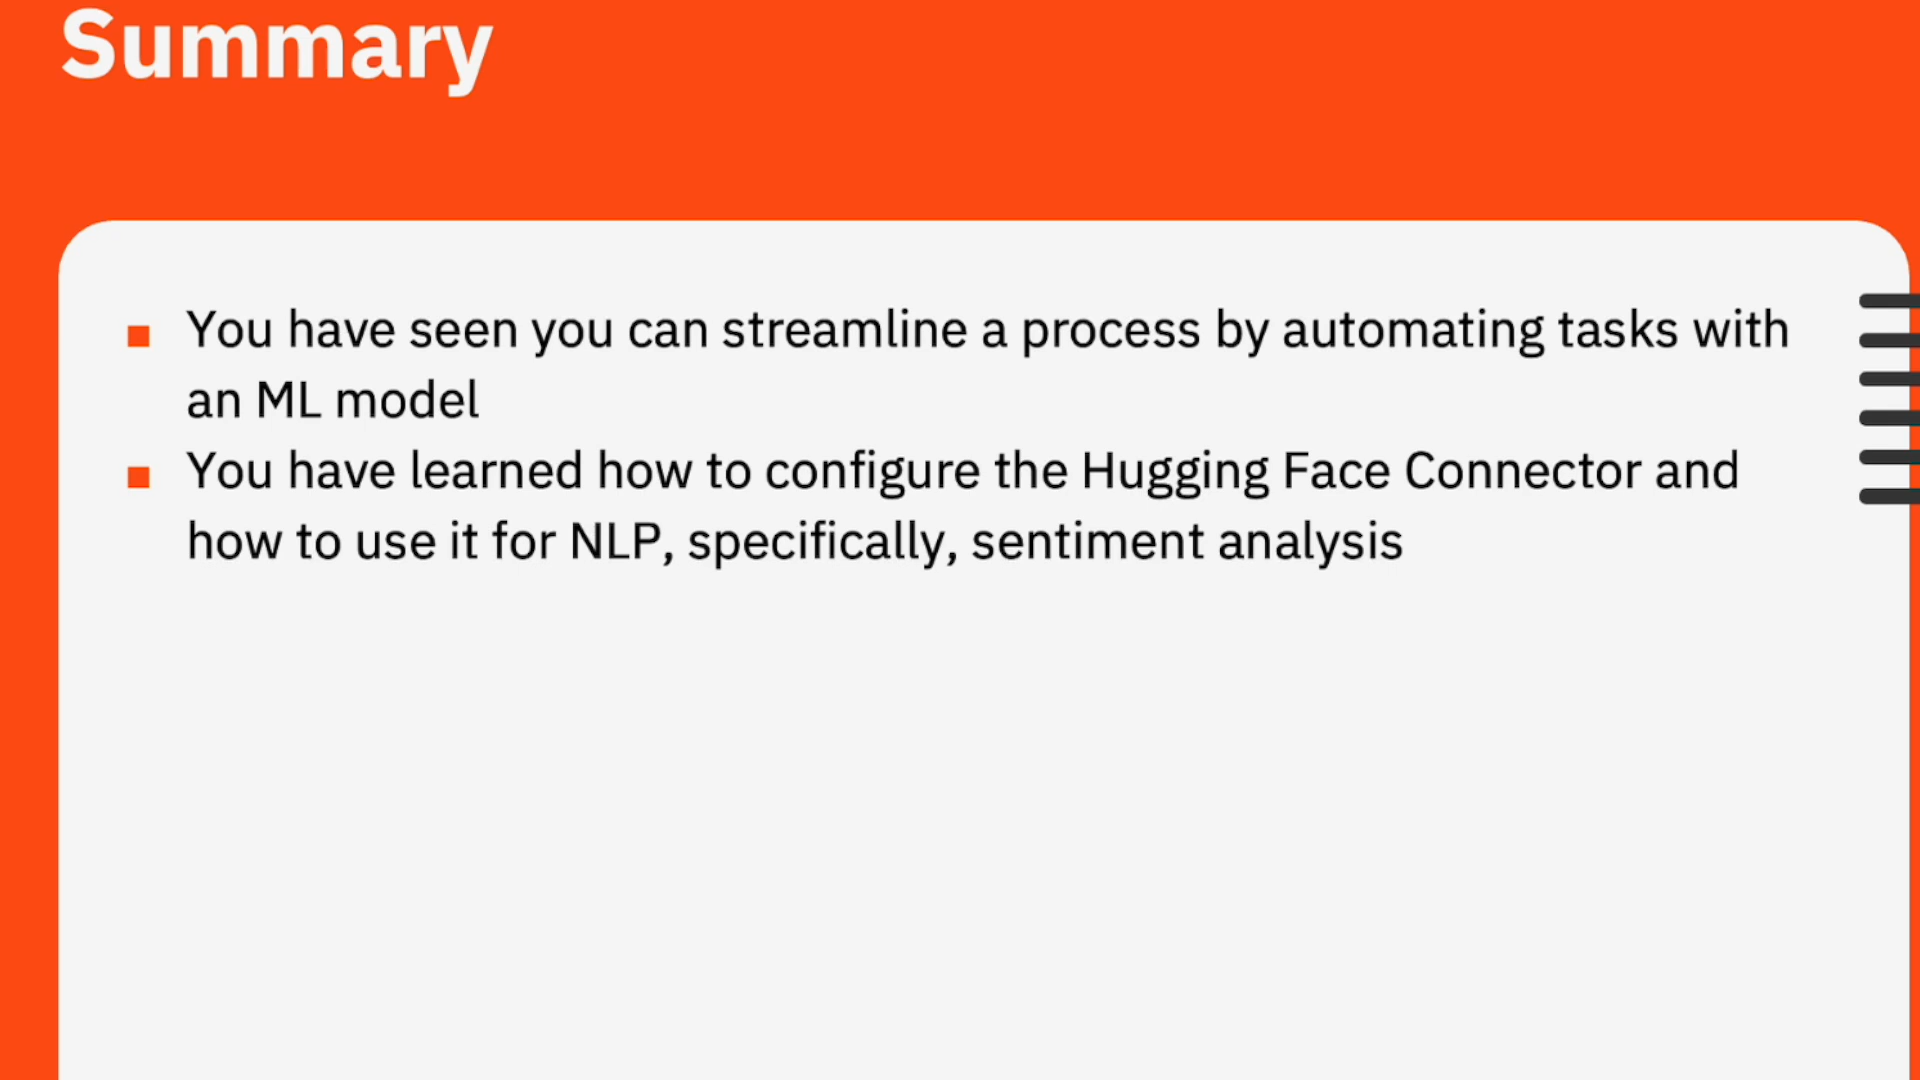 Summary
You have seen you can streamline a process by automating tasks with
an ML model
You have learned how to configure the Hugging Face Connector and
how to use it for NLP, specifically, sentiment analysis